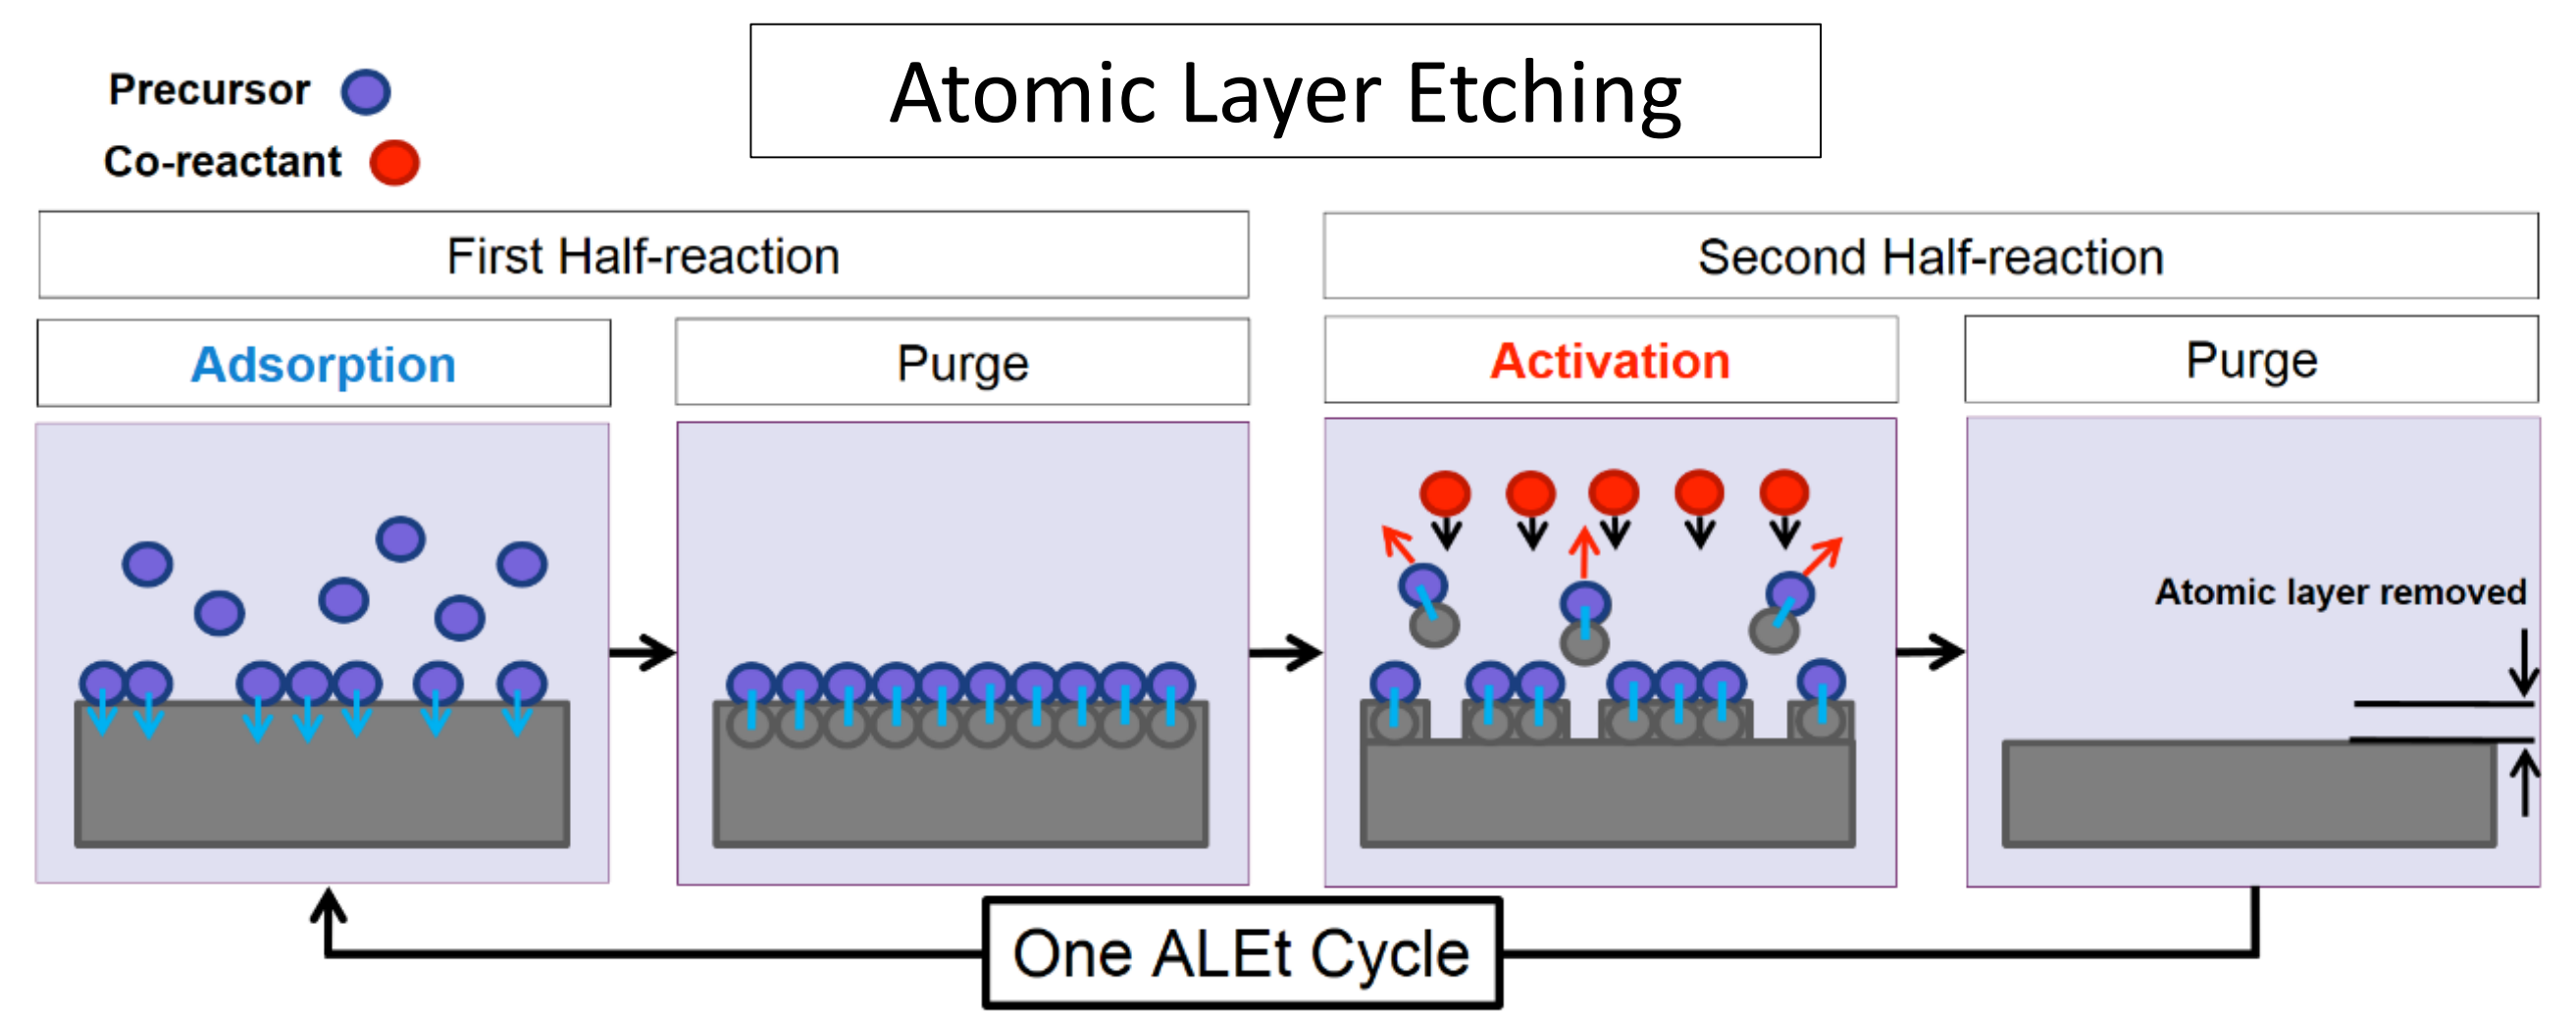 Atomic Layer Etching
Precursor
Co-reactant
First Half-reaction
Second Half-reaction
Adsorption
Purge
Activation
Purge
Atomic layer removed
One ALEt Cycle